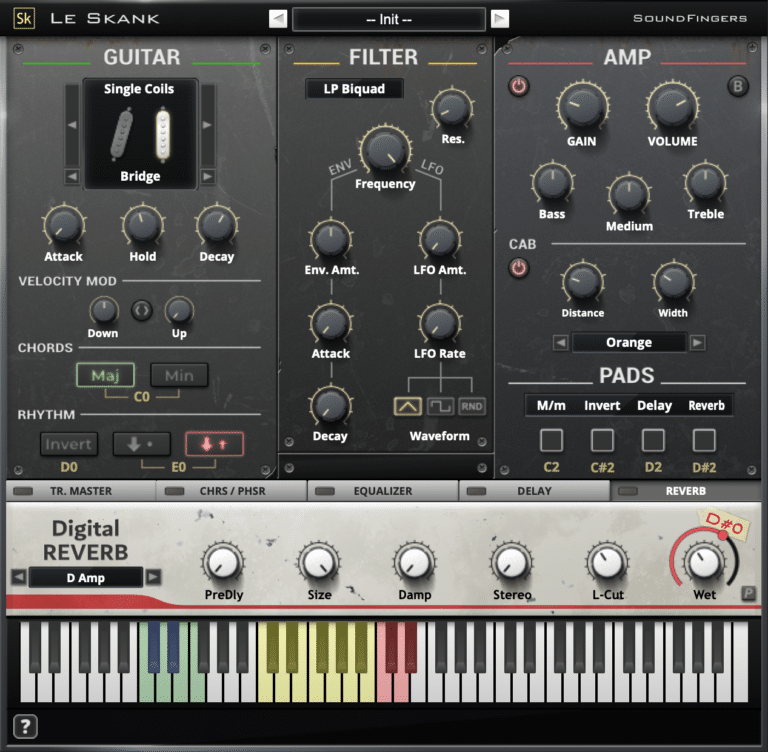 Sk LE SKANK
-- Init --
SOUNDFINGERS
GUITAR
Single Coils
Bridge
Attack Hold Decay
VELOCITY MOD
Down Up
CHORDS
Maj Min
C0
RHYTHM
Invert
D0 E0
FILTER
LP Biquad
Res.
ENV LFO
Frequency
Env. Amt. LFO Amt.
Attack LFO Rate
Decay
RND
Waveform
AMP
B
GAIN VOLUME
Bass Medium Treble
CAB
Distance Width
Orange
PADS
M/m Invert Delay Reverb
C2 C#2 D2 D#2
TR. MASTER CHRS / PHSR EQUALIZER DELAY REVERB
Digital
REVERB
D Amp
PreDly Size Damp Stereo L-Cut Wet
D#0
P
?